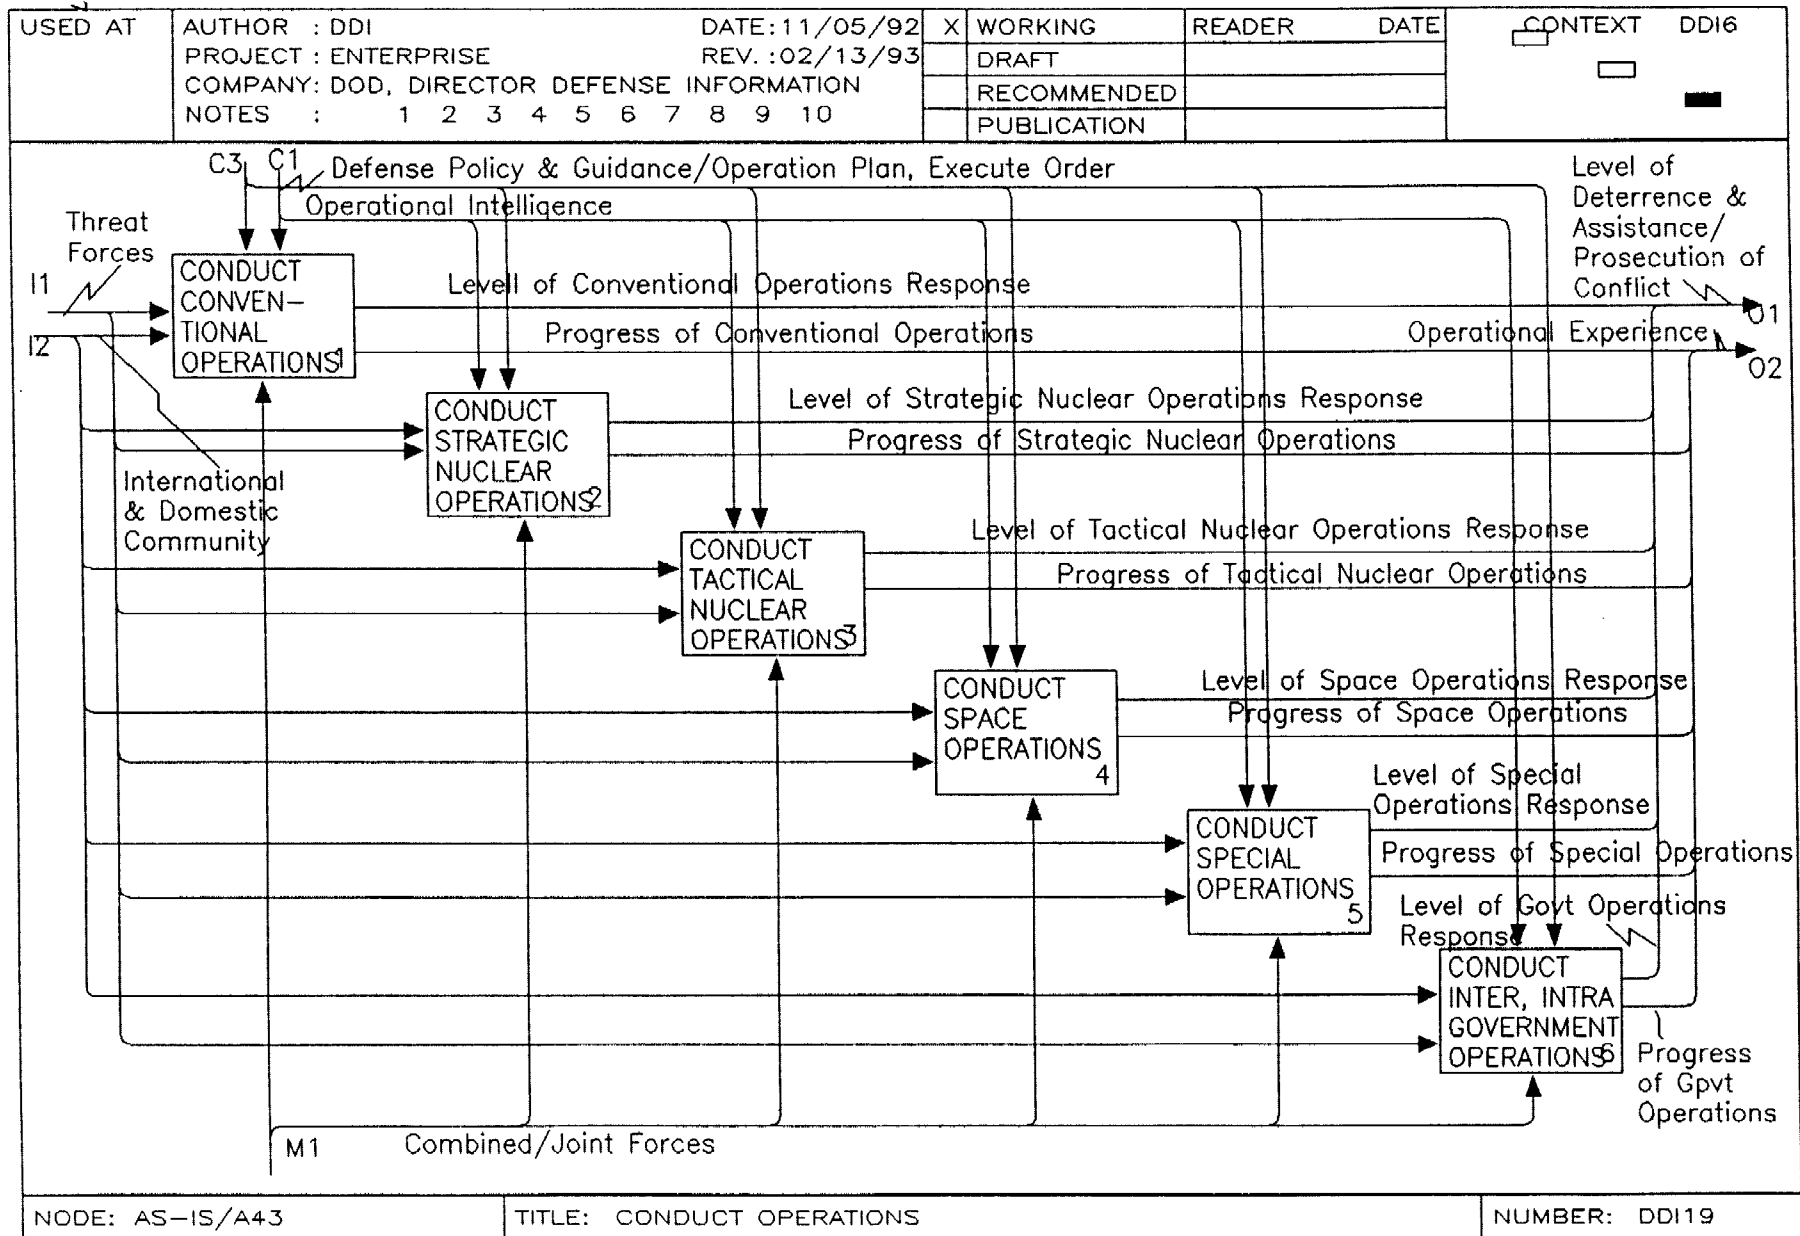 USED AT
AUTHOR : DDI DATE: 11/05/92
PROJECT : ENTERPRISE REV. : 02/13/93
COMPANY: DOD, DIRECTOR DEFENSE INFORMATION
NOTES : 1 2 3 4 5 6 7 8 9 10
X WORKING
DRAFT
RECOMMENDED
PUBLICATION
READER DATE
CONTEXT DDI6
C3 C1
Defense Policy & Guidance/Operation Plan, Execute Order
Operational Intelligence
Threat
Forces
I1
I2
Level of
Deterrence &
Assistance/
Prosecution of
Conflict
O1
Operational Experience
O2
CONDUCT
CONVEN-
TIONAL
OPERATIONS 1
Levell of Conventional Operations Response
Progress of Conventional Operations
CONDUCT
STRATEGIC
NUCLEAR
OPERATIONS 2
Level of Strategic Nuclear Operations Response
Progress of Strategic Nuclear Operations
International
& Domestic
Community
CONDUCT
TACTICAL
NUCLEAR
OPERATIONS 3
Level of Tactical Nuclear Operations Response
Progress of Tactical Nuclear Operations
CONDUCT
SPACE
OPERATIONS
4
Level of Space Operations Response
Progress of Space Operations
CONDUCT
SPECIAL
OPERATIONS
5
Level of Special
Operations Response
Progress of Special Operations
Level of Govt Operations
Response
CONDUCT
INTER, INTRA
GOVERNMENT
OPERATIONS 6
Progress
of Gpvt
Operations
M1 Combined/Joint Forces
NODE: AS-IS/A43
TITLE: CONDUCT OPERATIONS
NUMBER: DDI19